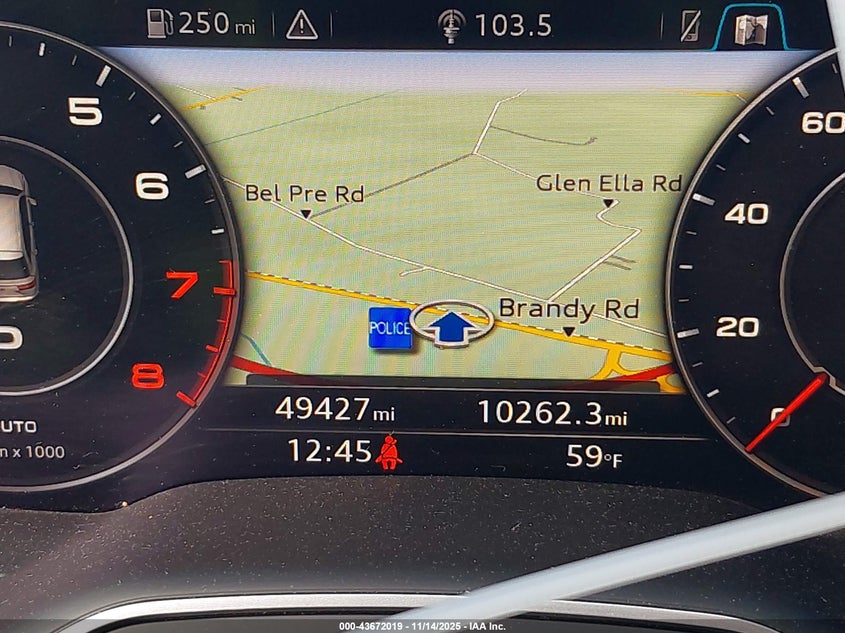 250 mi
103.5
5
6
7
8
60
40
20
0
Bel Pre Rd
Glen Ella Rd
Brandy Rd
POLICE
49427 mi
10262.3 mi
12:45
59°F
UTO
n x 1000
000-43672019 - 11/14/2025 - IAA Inc.